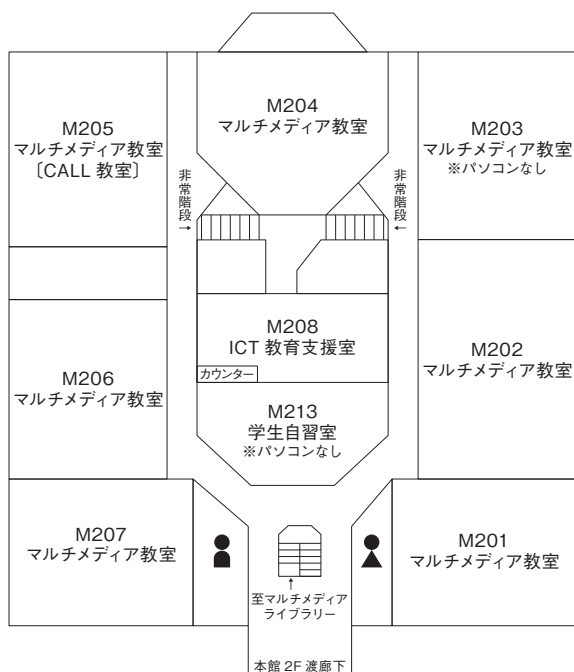 M204
マルチメディア教室
M205
マルチメディア教室
〔CALL 教室〕
M203
マルチメディア教室
※パソコンなし
非常階段
→
非常階段
←
M208
ICT 教育支援室
カウンター
M202
マルチメディア教室
M206
マルチメディア教室
M213
学生自習室
※パソコンなし
M207
マルチメディア教室
M201
マルチメディア教室
至マルチメディア
ライブラリー
本館 2F 渡廊下